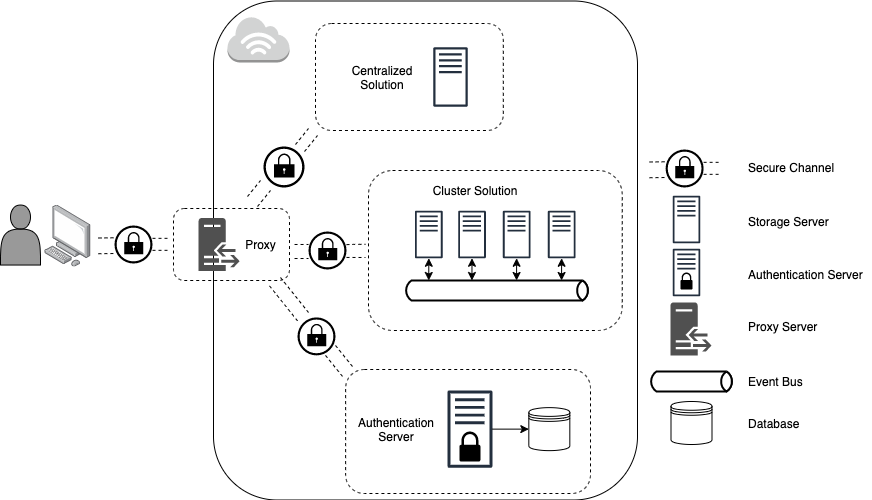 Centralized
Solution
Cluster Solution
Proxy
Authentication
Server
Secure Channel
Storage Server
Authentication Server
Proxy Server
Event Bus
Database